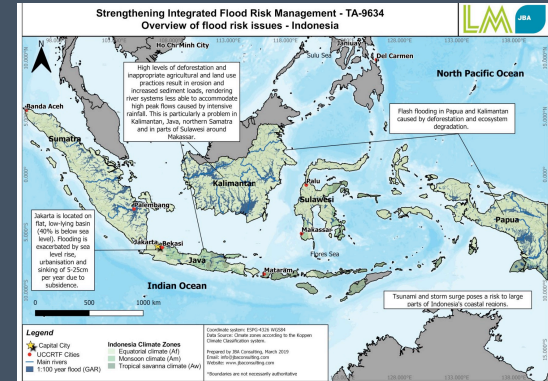 Strengthening Integrated Flood Risk Management - TA-9634
Overview of flood risk issues - Indonesia
LM
JBA
Ho Chi Minh City
Sulu Sea
Del Carmen
North Pacific Ocean
High levels of deforestation and
inappropriate agricultural and land use
practices result in erosion and
increased sediment loads, rendering
river systems less able to accommodate
high peak flows caused by intensive
rainfall. This is particularly a problem in
Kalimantan, Java, northern Samatra
and in parts of Sulawesi around
Makassar.
Flash flooding in Papua and Kalimantan
caused by deforestation and ecosystem
degradation.
Banda Aceh
Sumatra
Kalimantan
Palu
Sulawesi
Palembang
Papua
Makassar
Jakarta is located on
flat, low-lying basin
(40% is below sea
level). Flooding is
exacerbated by sea
level rise,
urbanisation and
sinking of 5-25cm
per year due to
subsidence.
Jakarta
Bekasi
Java
Flores Sea
Mataram
Indian Ocean
Tsunami and storm surge poses a risk to large
parts of Indonesia's coastal regions.
0 500 1000 km
Legend
Capital City
UCCRTF Cities
Main rivers
1:100 year flood (GAR)
Indonesia Climate Zones
Equatorial climate (Af)
Monsoon climate (Am)
Tropical savanna climate (Aw)
Coordinate system: ESPG-4326 WGS84
Data Source: Climate zones according to the Koppen
Climate Classification system.
Prepared by JBA Consulting, March 2019
Email: info@jbaconsulting.com
Website: www.jbaconsulting.com
*Boundaries are not necessarily authoritative